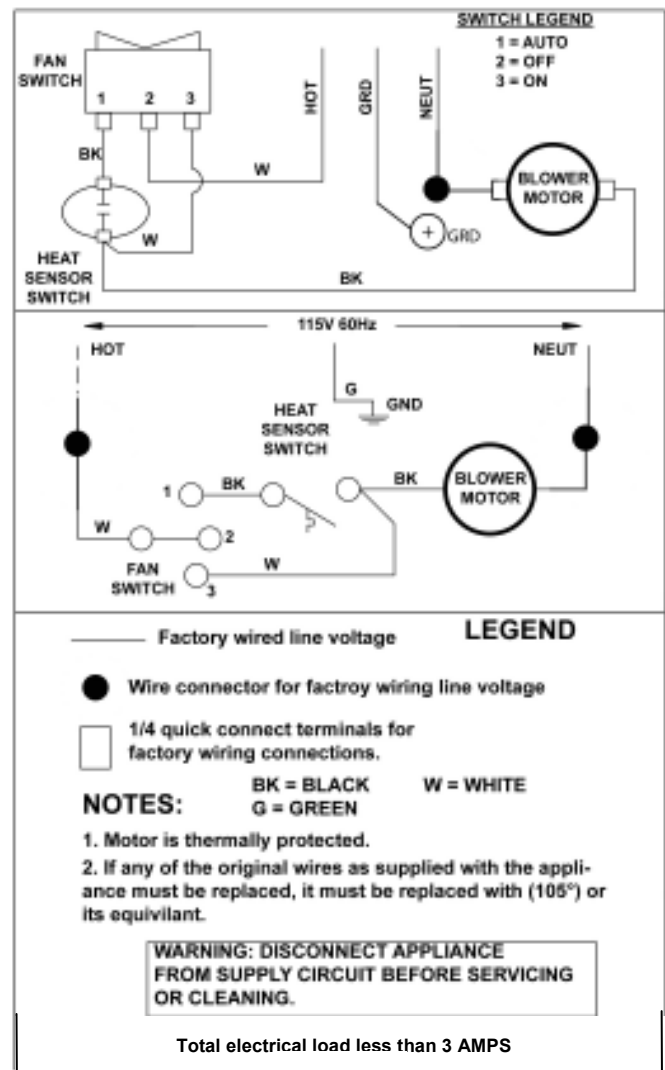 SWITCH LEGEND
1 = AUTO
2 = OFF
3 = ON
FAN
SWITCH
1 2 3
HOT
GRD
NEUT
BK
W
BLOWER
MOTOR
GRD
W
HEAT
SENSOR
SWITCH
BK
115V 60Hz
HOT
NEUT
G
GND
HEAT
SENSOR
SWITCH
1
BK
BK
BLOWER
MOTOR
W
2
FAN
SWITCH
3
W
LEGEND
Factory wired line voltage
Wire connector for factroy wiring line voltage
1/4 quick connect terminals for
factory wiring connections.
BK = BLACK W = WHITE
G = GREEN
NOTES:
1. Motor is thermally protected.
2. If any of the original wires as supplied with the appli-
ance must be replaced, it must be replaced with (105°) or
its equivilant.
WARNING: DISCONNECT APPLIANCE
FROM SUPPLY CIRCUIT BEFORE SERVICING
OR CLEANING.
Total electrical load less than 3 AMPS